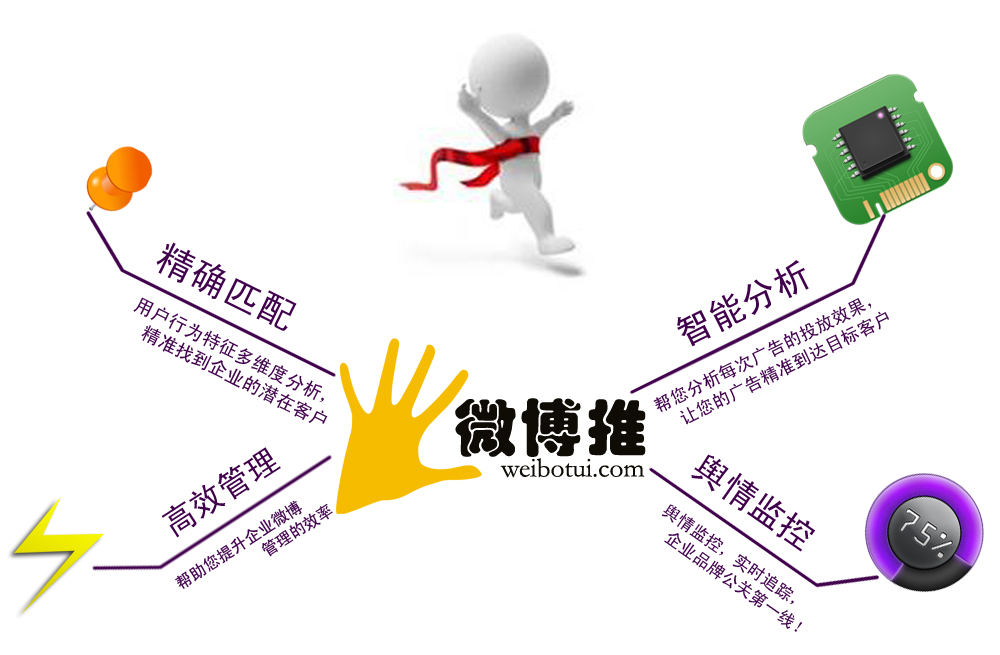 精确匹配
用户行为特征多维度分析,
精准找到企业的潜在客户
智能分析
帮您分析每次广告的投放效果,
让您的广告精准到达目标客户
微博推
weibotui.com
高效管理
帮助您提升企业微博
管理的效率
舆情监控
舆情监控，实时追踪,
企业品牌公关第一线!
75%